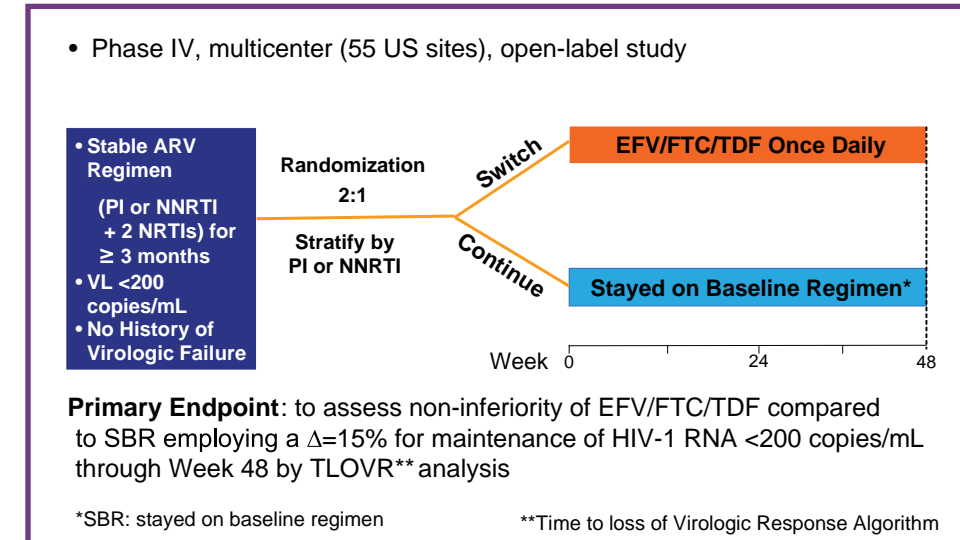 • Phase IV, multicenter (55 US sites), open-label study
• Stable ARV
Regimen
(PI or NNRTI
+ 2 NRTIs) for
≥ 3 months
• VL <200
copies/mL
• No History of
Virologic Failure
Randomization
2:1
Stratify by
PI or NNRTI
Switch
Continue
EFV/FTC/TDF Once Daily
Stayed on Baseline Regimen*
Week 0 24 48
Primary Endpoint: to assess non-inferiority of EFV/FTC/TDF compared
to SBR employing a Δ=15% for maintenance of HIV-1 RNA <200 copies/mL
through Week 48 by TLOVR** analysis
*SBR: stayed on baseline regimen
**Time to loss of Virologic Response Algorithm